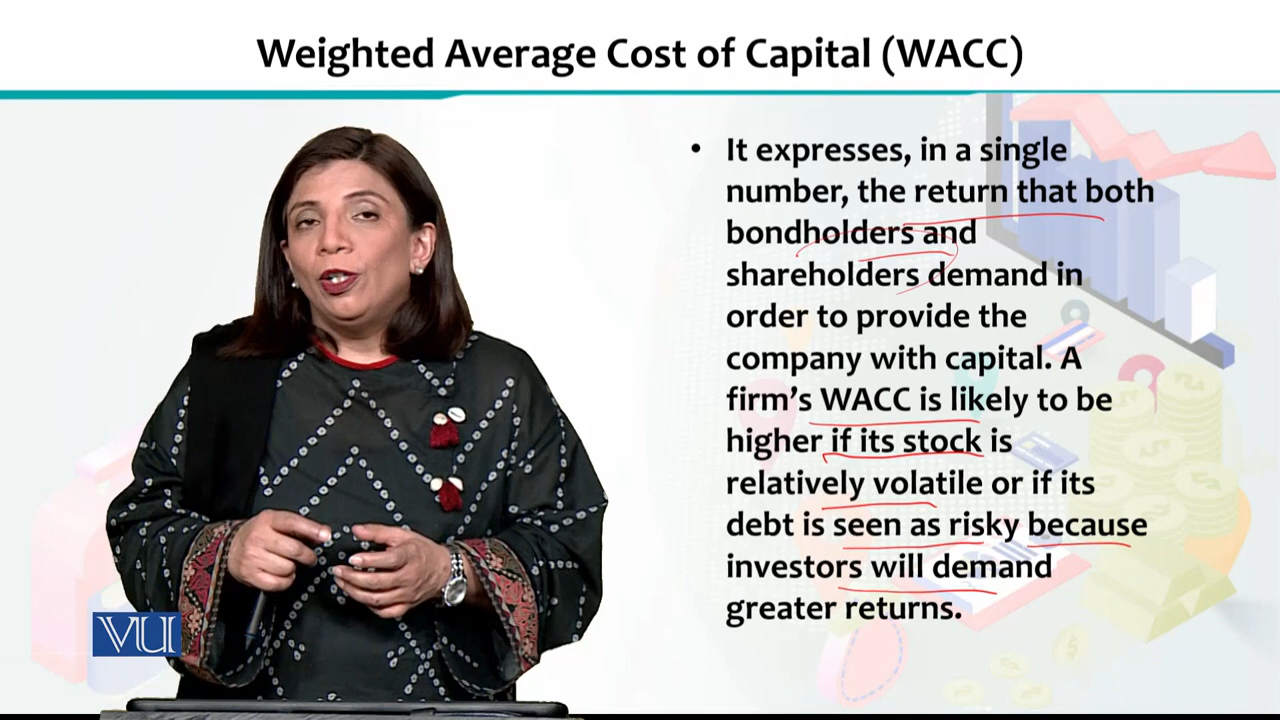 Weighted Average Cost of Capital (WACC)
• It expresses, in a single
number, the return that both
bondholders and
shareholders demand in
order to provide the
company with capital. A
firm’s WACC is likely to be
higher if its stock is
relatively volatile or if its
debt is seen as risky because
investors will demand
greater returns.
VU